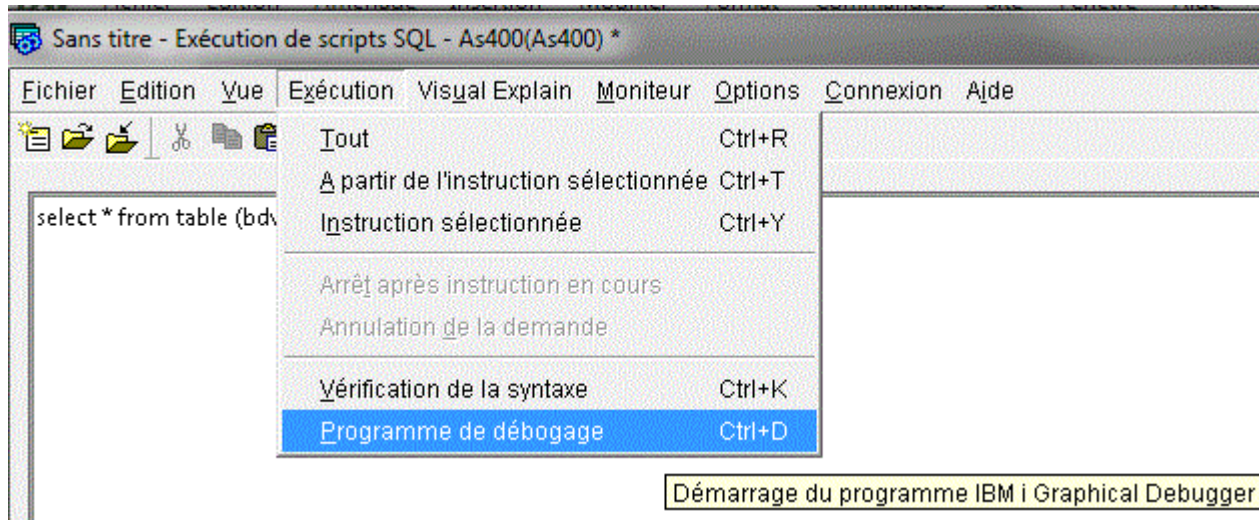 Sans titre - Exécution de scripts SQL - As400(As400) *
Fichier Edition Vue Exécution Visual Explain Moniteur Options Connexion Aide
Tout Ctrl+R
A partir de l'instruction sélectionnée Ctrl+T
select * from table (bdv
Instruction sélectionnée Ctrl+Y
Arrêt après instruction en cours
Annulation de la demande
Vérification de la syntaxe Ctrl+K
Programme de débogage Ctrl+D
Démarrage du programme IBM i Graphical Debugger